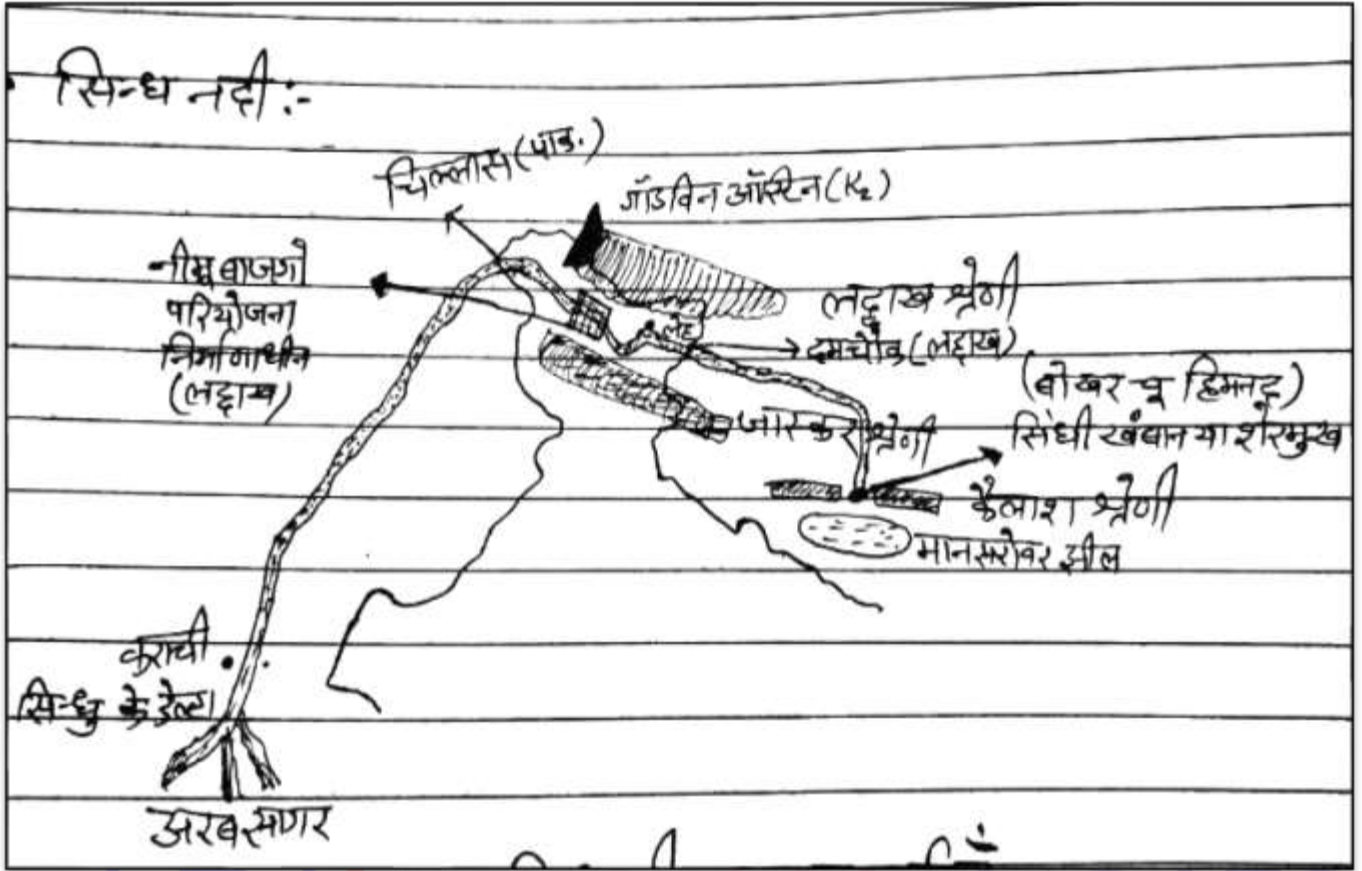 सिन्ध नदी :-
चिल्लास (पाक.)
गॉडविन ऑस्टिन (K2)
नीमू बाजगो
परियोजना
निर्माणाधीन
(लद्दाख)
लद्दाख श्रेणी
लेह
दमचौक (लद्दाख)
(बोखर चू हिमनद)
सिंधी खंबान या शेरमुख
जास्कर श्रेणी
कैलाश श्रेणी
मानसरोवर झील
कराची
सिन्धु के डेल्टा
अरब सागर